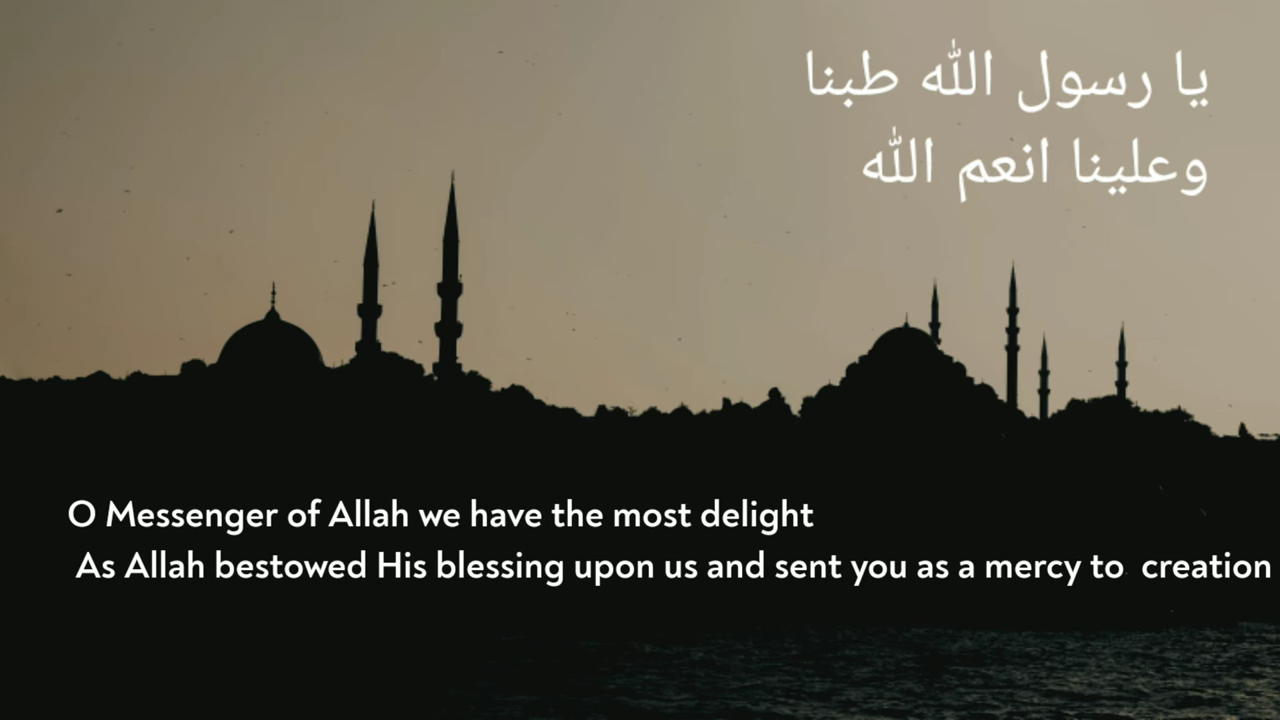 يا رسول الله طبنا
وعلينا انعم الله
O Messenger of Allah we have the most delight
As Allah bestowed His blessing upon us and sent you as a mercy to creation